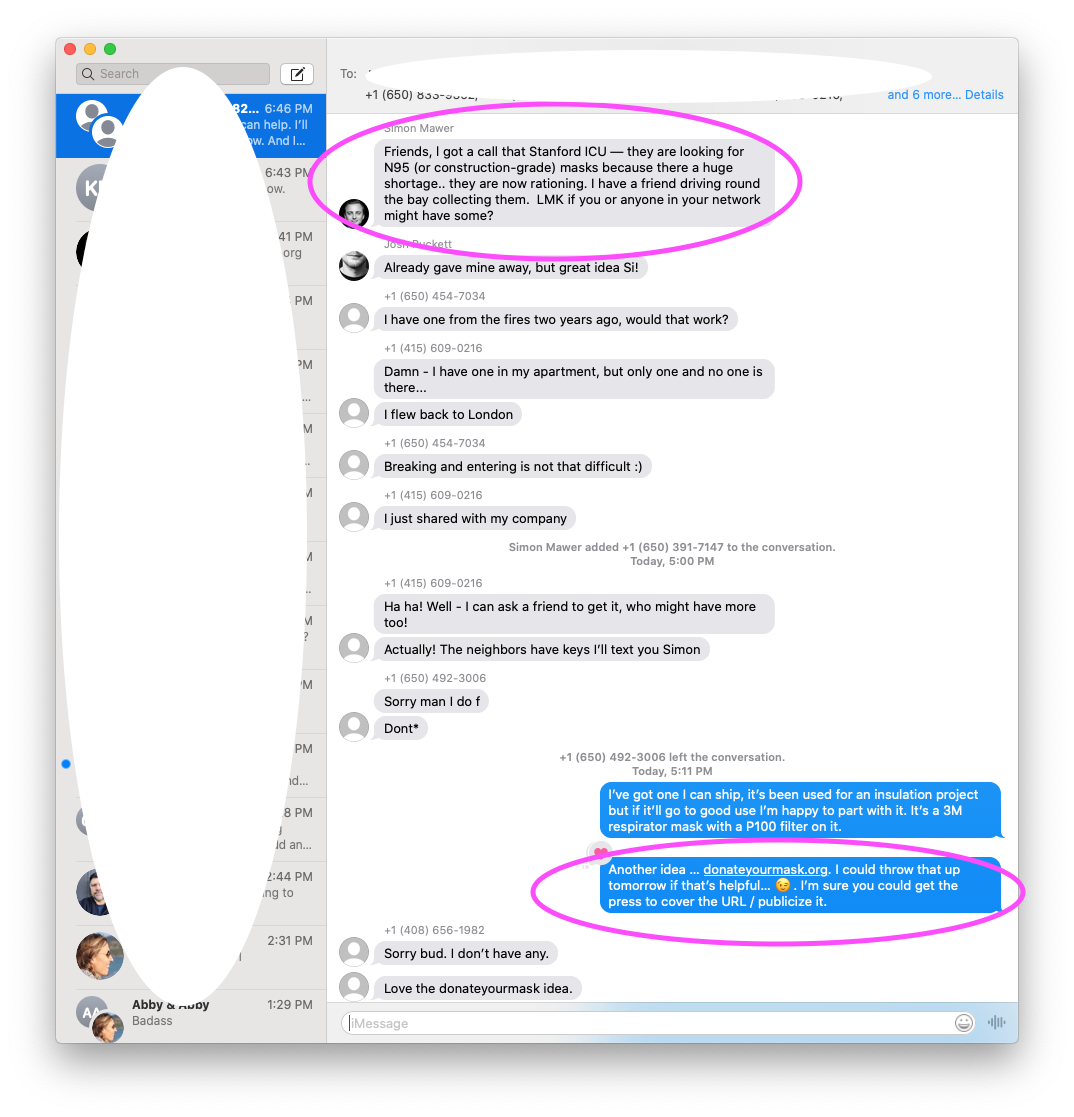 Search
82... 6:46 PM
can help. I'll
ow. And I...
6:43 PM
ow.
41 PM
org
PM
PM
...
PM
..
M
M
..
M
?
PM
PM
nd...
8 PM
g
ud an...
2:44 PM
ng to
2:31 PM
Abby & Abby 1:29 PM
Badass
To:
+1 (650) 833-9382,
and 6 more... Details
Simon Mawer
Friends, I got a call that Stanford ICU — they are looking for
N95 (or construction-grade) masks because there a huge
shortage.. they are now rationing. I have a friend driving round
the bay collecting them. LMK if you or anyone in your network
might have some?
Josh Puckett
Already gave mine away, but great idea Si!
+1 (650) 454-7034
I have one from the fires two years ago, would that work?
+1 (415) 609-0216
Damn - I have one in my apartment, but only one and no one is
there...
I flew back to London
+1 (650) 454-7034
Breaking and entering is not that difficult :)
+1 (415) 609-0216
I just shared with my company
Simon Mawer added +1 (650) 391-7147 to the conversation.
Today, 5:00 PM
+1 (415) 609-0216
Ha ha! Well - I can ask a friend to get it, who might have more
too!
Actually! The neighbors have keys I'll text you Simon
+1 (650) 492-3006
Sorry man I do f
Dont*
+1 (650) 492-3006 left the conversation.
Today, 5:11 PM
I've got one I can ship, it's been used for an insulation project
but if it'll go to good use I'm happy to part with it. It's a 3M
respirator mask with a P100 filter on it.
Another idea ... donateyourmask.org. I could throw that up
tomorrow if that's helpful... 😉 . I'm sure you could get the
press to cover the URL / publicize it.
+1 (408) 656-1982
Sorry bud. I don't have any.
Love the donateyourmask idea.
iMessage